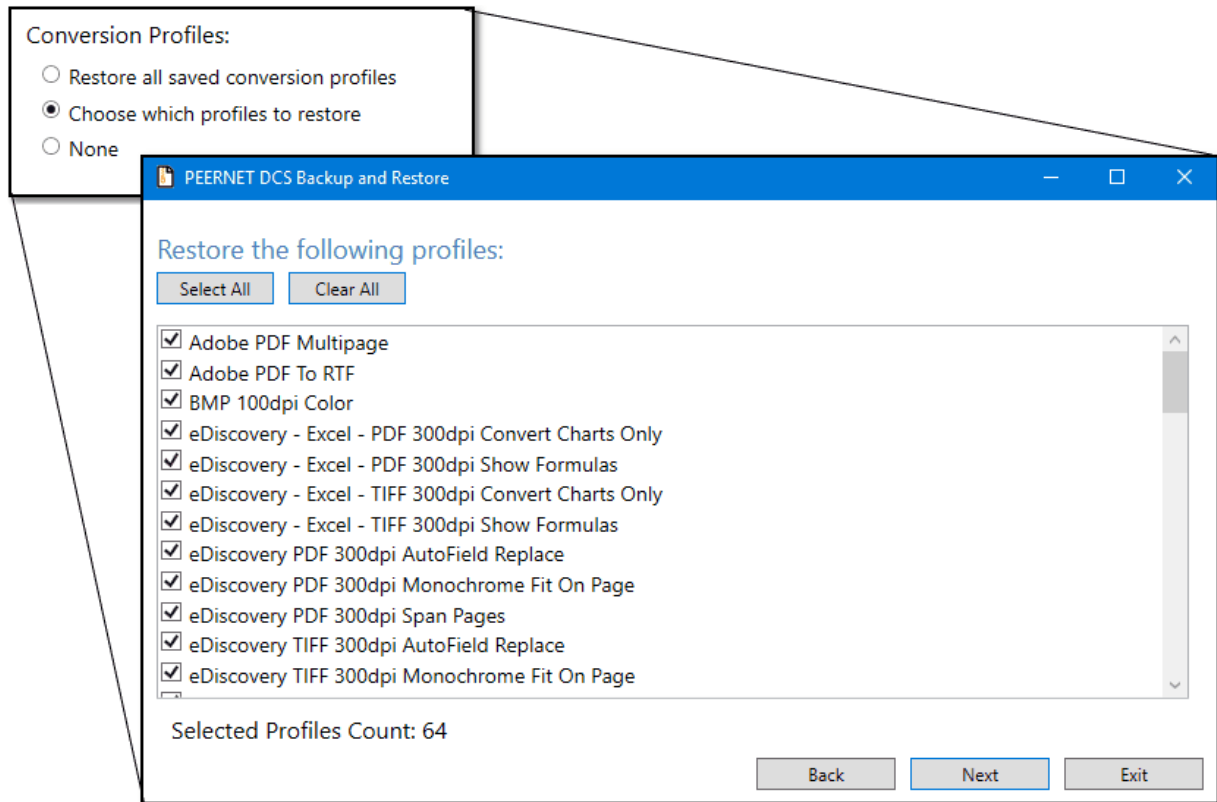 Conversion Profiles:
Restore all saved conversion profiles
Choose which profiles to restore
None
PEERNET DCS Backup and Restore
Restore the following profiles:
Select All Clear All
Adobe PDF Multipage
Adobe PDF To RTF
BMP 100dpi Color
eDiscovery - Excel - PDF 300dpi Convert Charts Only
eDiscovery - Excel - PDF 300dpi Show Formulas
eDiscovery - Excel - TIFF 300dpi Convert Charts Only
eDiscovery - Excel - TIFF 300dpi Show Formulas
eDiscovery PDF 300dpi AutoField Replace
eDiscovery PDF 300dpi Monochrome Fit On Page
eDiscovery PDF 300dpi Span Pages
eDiscovery TIFF 300dpi AutoField Replace
eDiscovery TIFF 300dpi Monochrome Fit On Page
Selected Profiles Count: 64
Back Next Exit